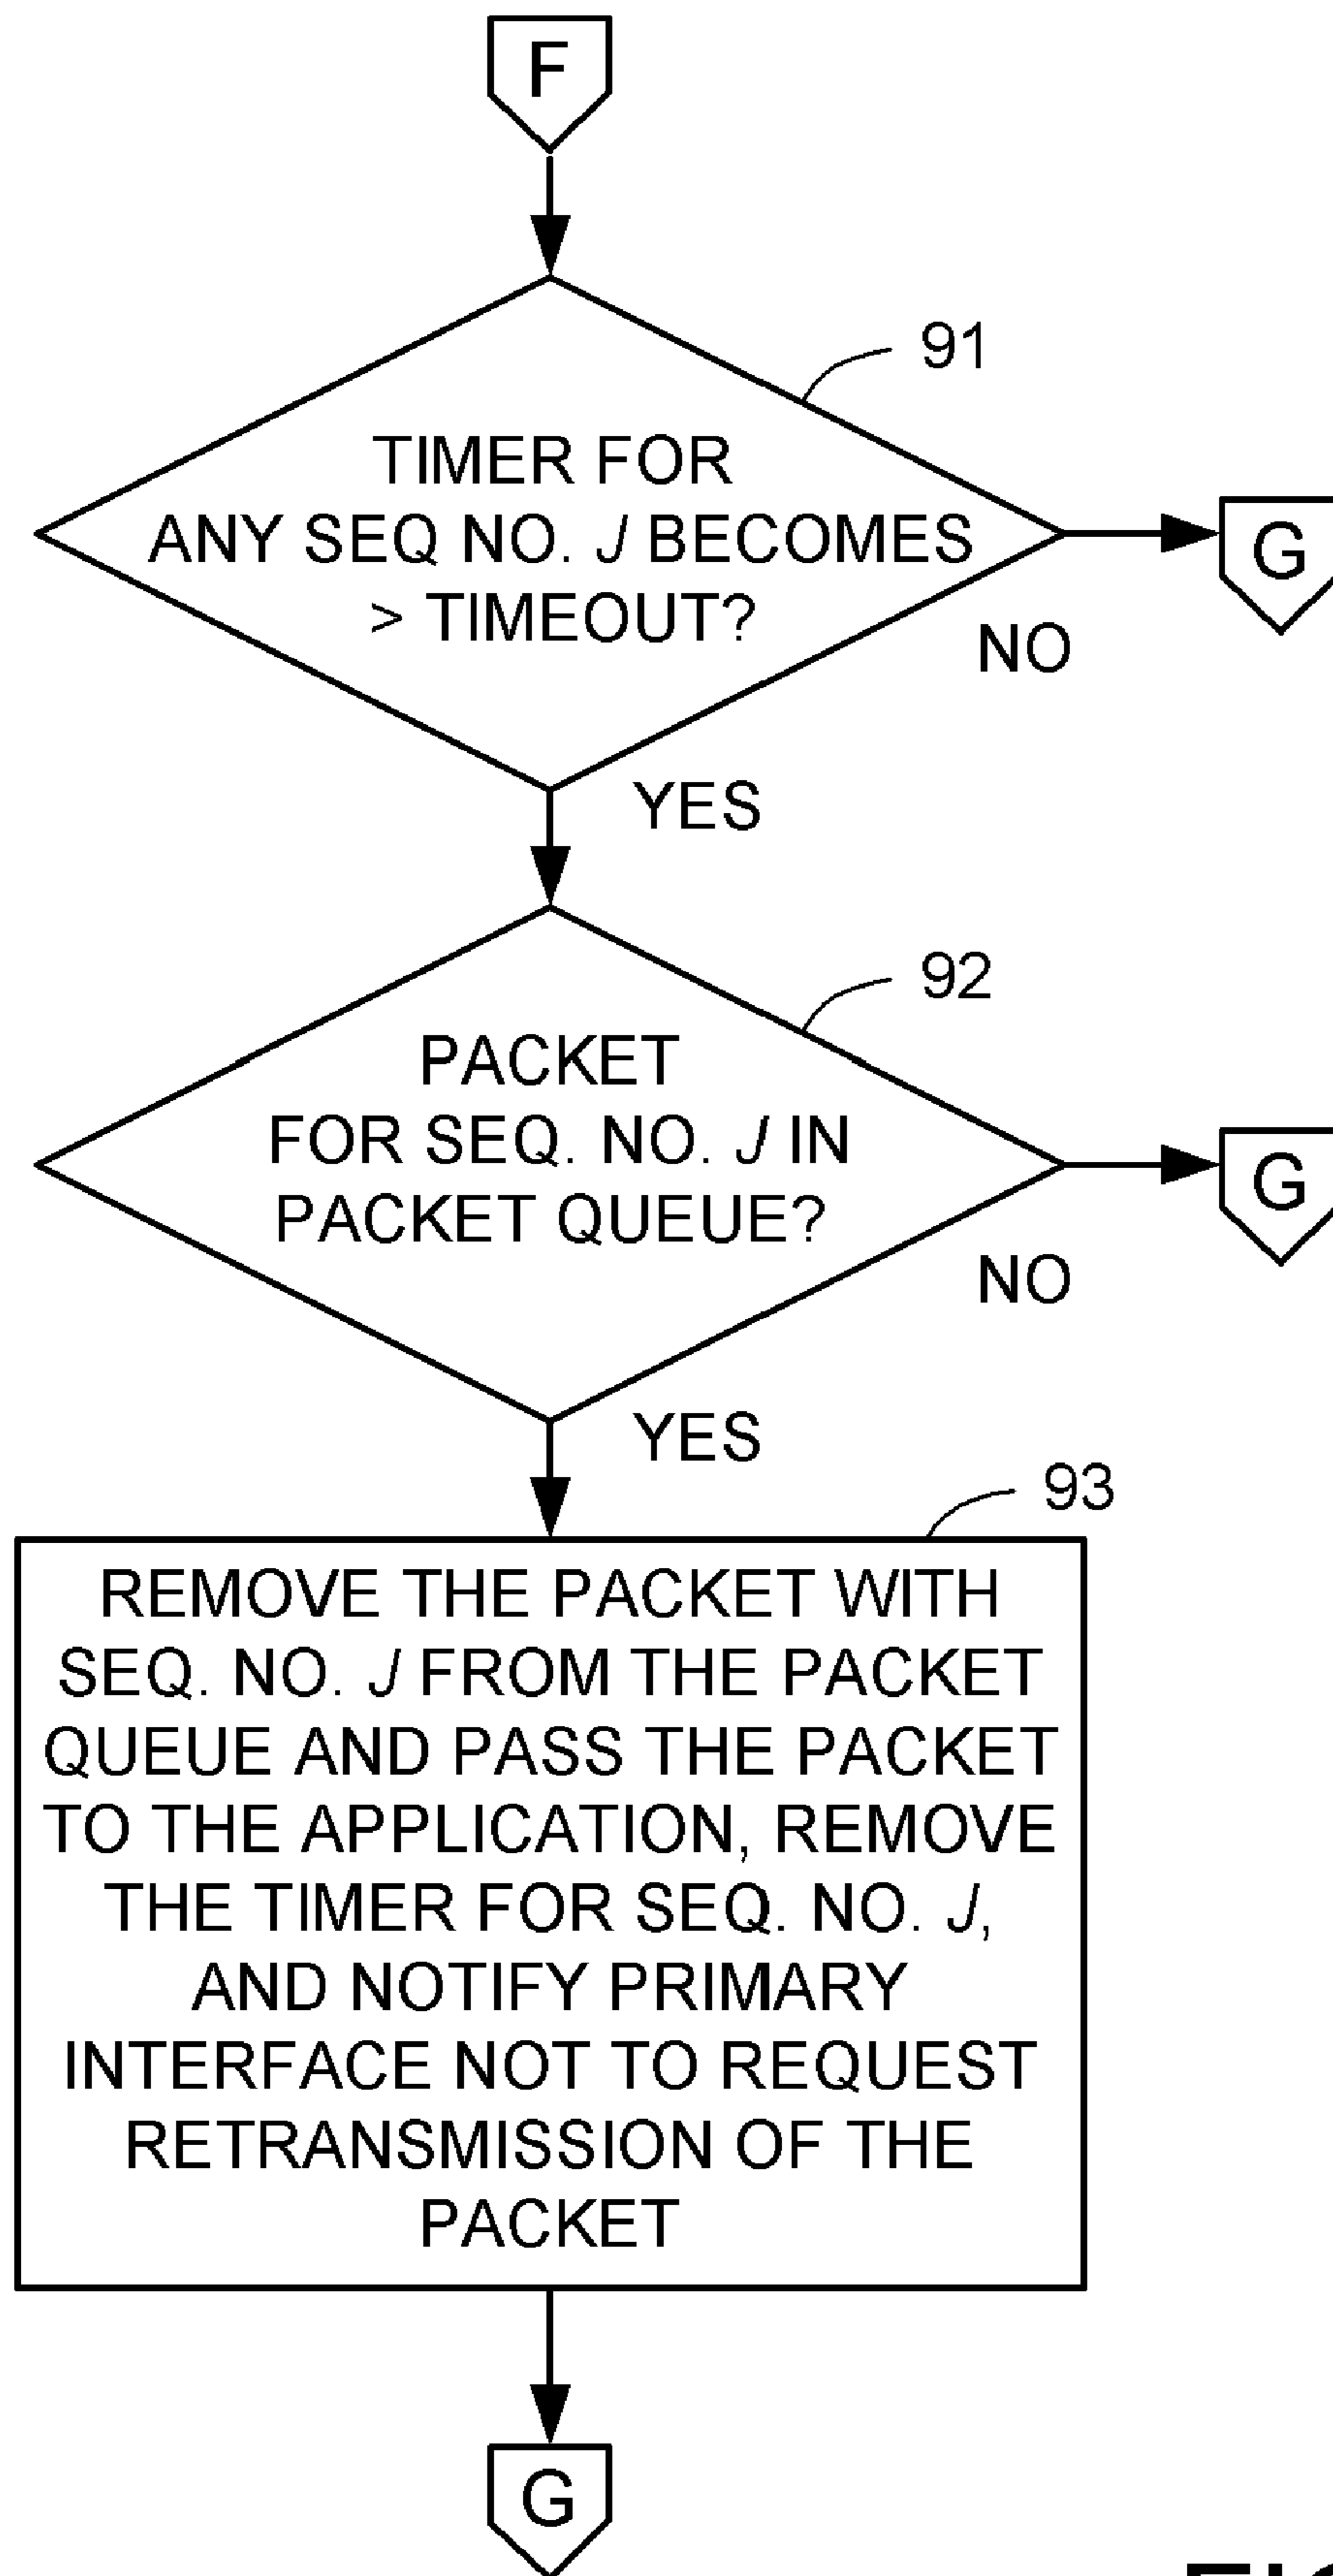 F
91
TIMER FOR
ANY SEQ NO. J BECOMES
> TIMEOUT?
G
NO
YES
92
PACKET
FOR SEQ. NO. J IN
PACKET QUEUE?
G
NO
YES
93
REMOVE THE PACKET WITH
SEQ. NO. J FROM THE PACKET
QUEUE AND PASS THE PACKET
TO THE APPLICATION, REMOVE
THE TIMER FOR SEQ. NO. J,
AND NOTIFY PRIMARY
INTERFACE NOT TO REQUEST
RETRANSMISSION OF THE
PACKET
G